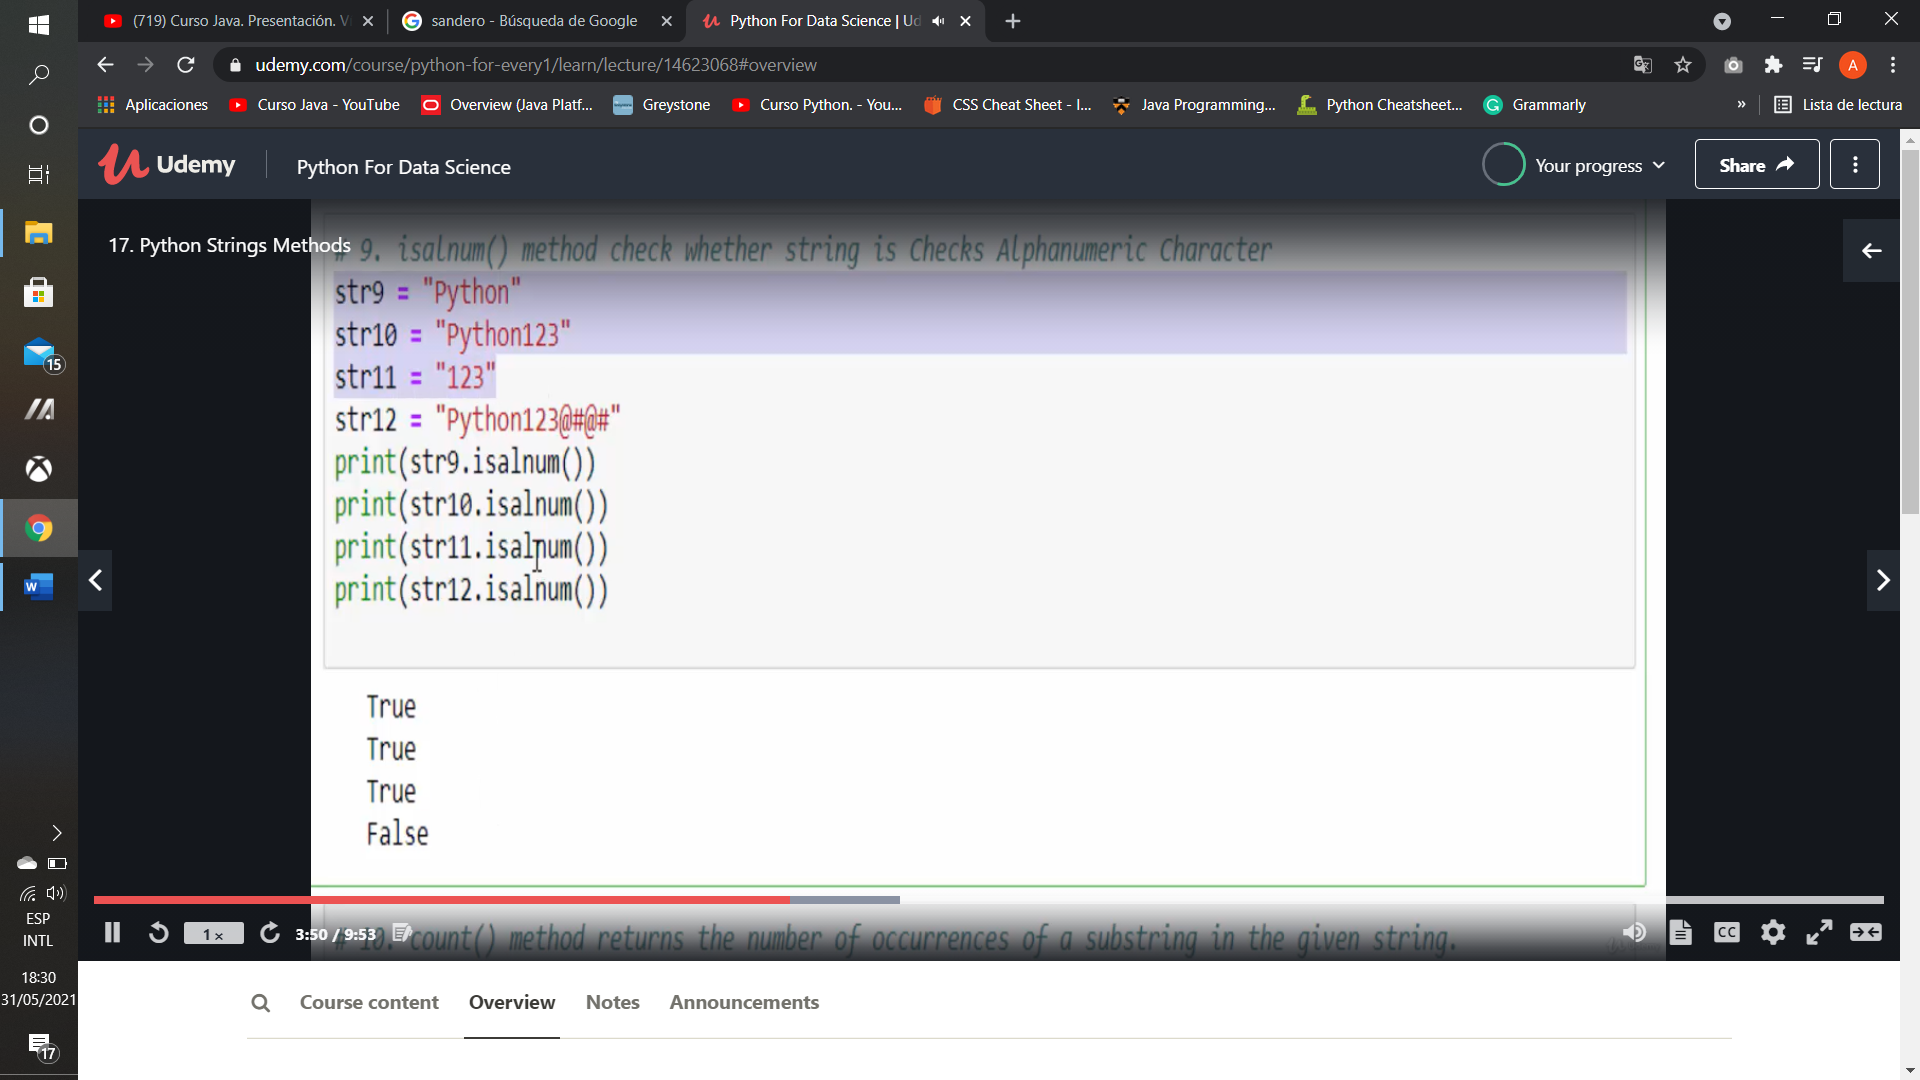 (719) Curso Java. Presentación. V
sandero - Búsqueda de Google
Python For Data Science | Ud
udemy.com/course/python-for-every1/learn/lecture/14623068#overview
A
Aplicaciones
Curso Java - YouTube
Overview (Java Platf...
Greystone
Curso Python. - You...
CSS Cheat Sheet - I...
Java Programming...
Python Cheatsheet...
Grammarly
»
Lista de lectura
Udemy
Python For Data Science
Your progress
Share
17. Python Strings Methods
# 9. isalnum() method check whether string is Checks Alphanumeric Character
str9 = "Python"
str10 = "Python123"
str11 = "123"
str12 = "Python123@#@#"
print(str9.isalnum())
print(str10.isalnum())
print(str11.isalnum())
print(str12.isalnum())
True
True
True
False
# 10. count() method returns the number of occurrences of a substring in the given string.
1×
3:50 / 9:53
CC
Course content
Overview
Notes
Announcements
15
W
ESP
INTL
18:30
31/05/2021
17